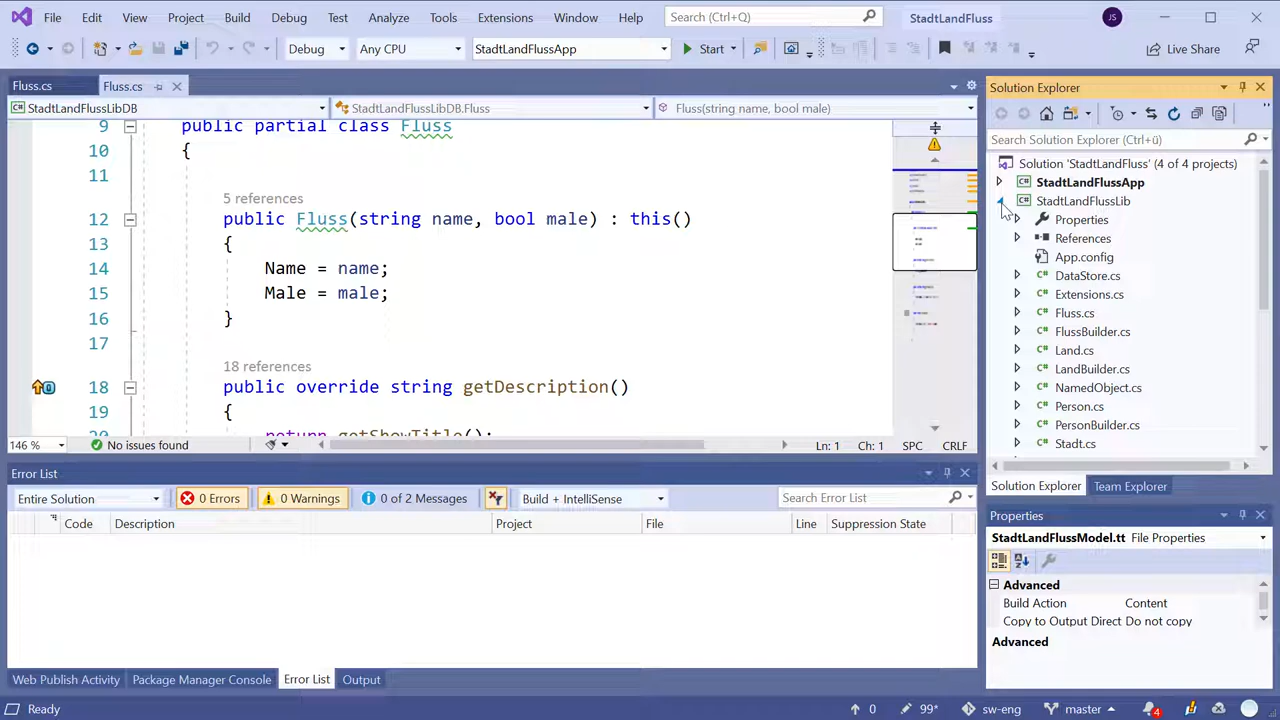 File Edit View Project Build Debug Test Analyze Tools Extensions Window Help Search (Ctrl+Q) StadtLandFluss JS
Debug Any CPU StadtLandFlussApp Start Live Share
Fluss.cs Fluss.cs
StadtLandFlussLibDB StadtLandFlussLibDB.Fluss Fluss(string name, bool male)
9 public partial class Fluss
10 {
11
5 references
12 public Fluss(string name, bool male) : this()
13 {
14 Name = name;
15 Male = male;
16 }
17
18 references
18 public override string getDescription()
19 {
20 return getShowTitle();
146 % No issues found Ln: 1 Ch: 1 SPC CRLF
Error List
Entire Solution 0 Errors 0 Warnings 0 of 2 Messages Build + IntelliSense Search Error List
Code Description Project File Line Suppression State
Web Publish Activity Package Manager Console Error List Output
Solution Explorer
Search Solution Explorer (Ctrl+ü)
Solution 'StadtLandFluss' (4 of 4 projects)
C# StadtLandFlussApp
C# StadtLandFlussLib
Properties
References
App.config
C# DataStore.cs
C# Extensions.cs
C# Fluss.cs
C# FlussBuilder.cs
C# Land.cs
C# LandBuilder.cs
C# NamedObject.cs
C# Person.cs
C# PersonBuilder.cs
C# Stadt.cs
Solution Explorer Team Explorer
Properties
StadtLandFlussModel.tt File Properties
Advanced
Build Action Content
Copy to Output Direct Do not copy
Advanced
Ready 0 99* sw-eng master 4